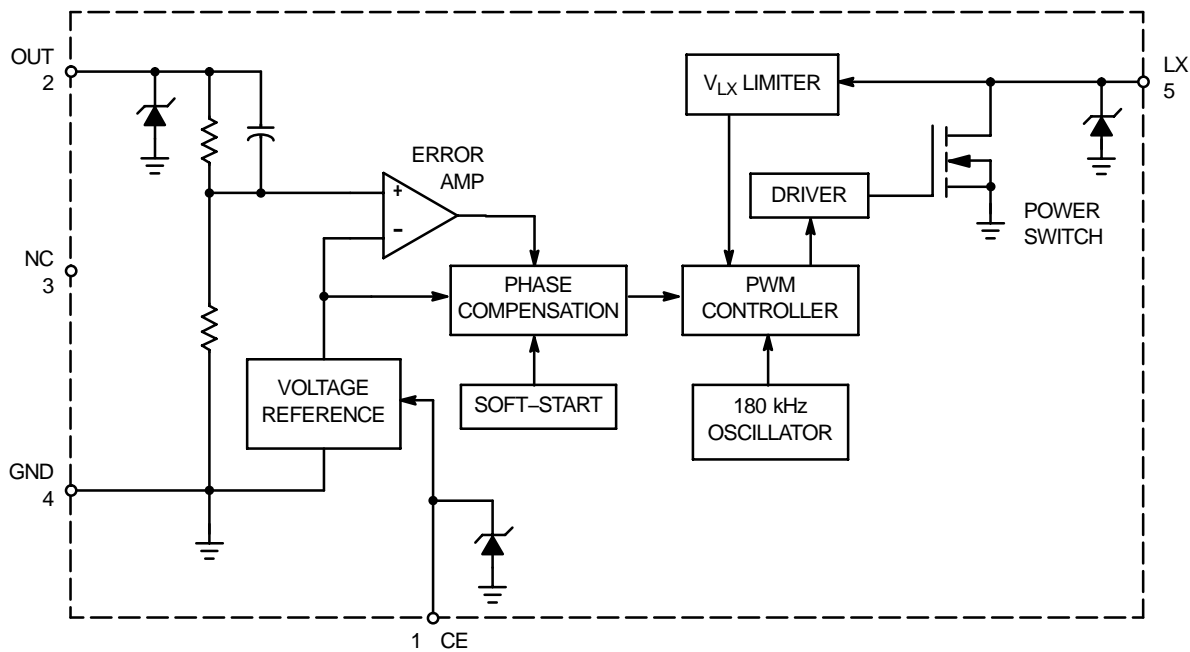 OUT
2
V_LX LIMITER
LX
5
ERROR
AMP
+
–
DRIVER
POWER
SWITCH
NC
3
PHASE
COMPENSATION
PWM
CONTROLLER
VOLTAGE
REFERENCE
SOFT–START
180 kHz
OSCILLATOR
GND
4
1 CE